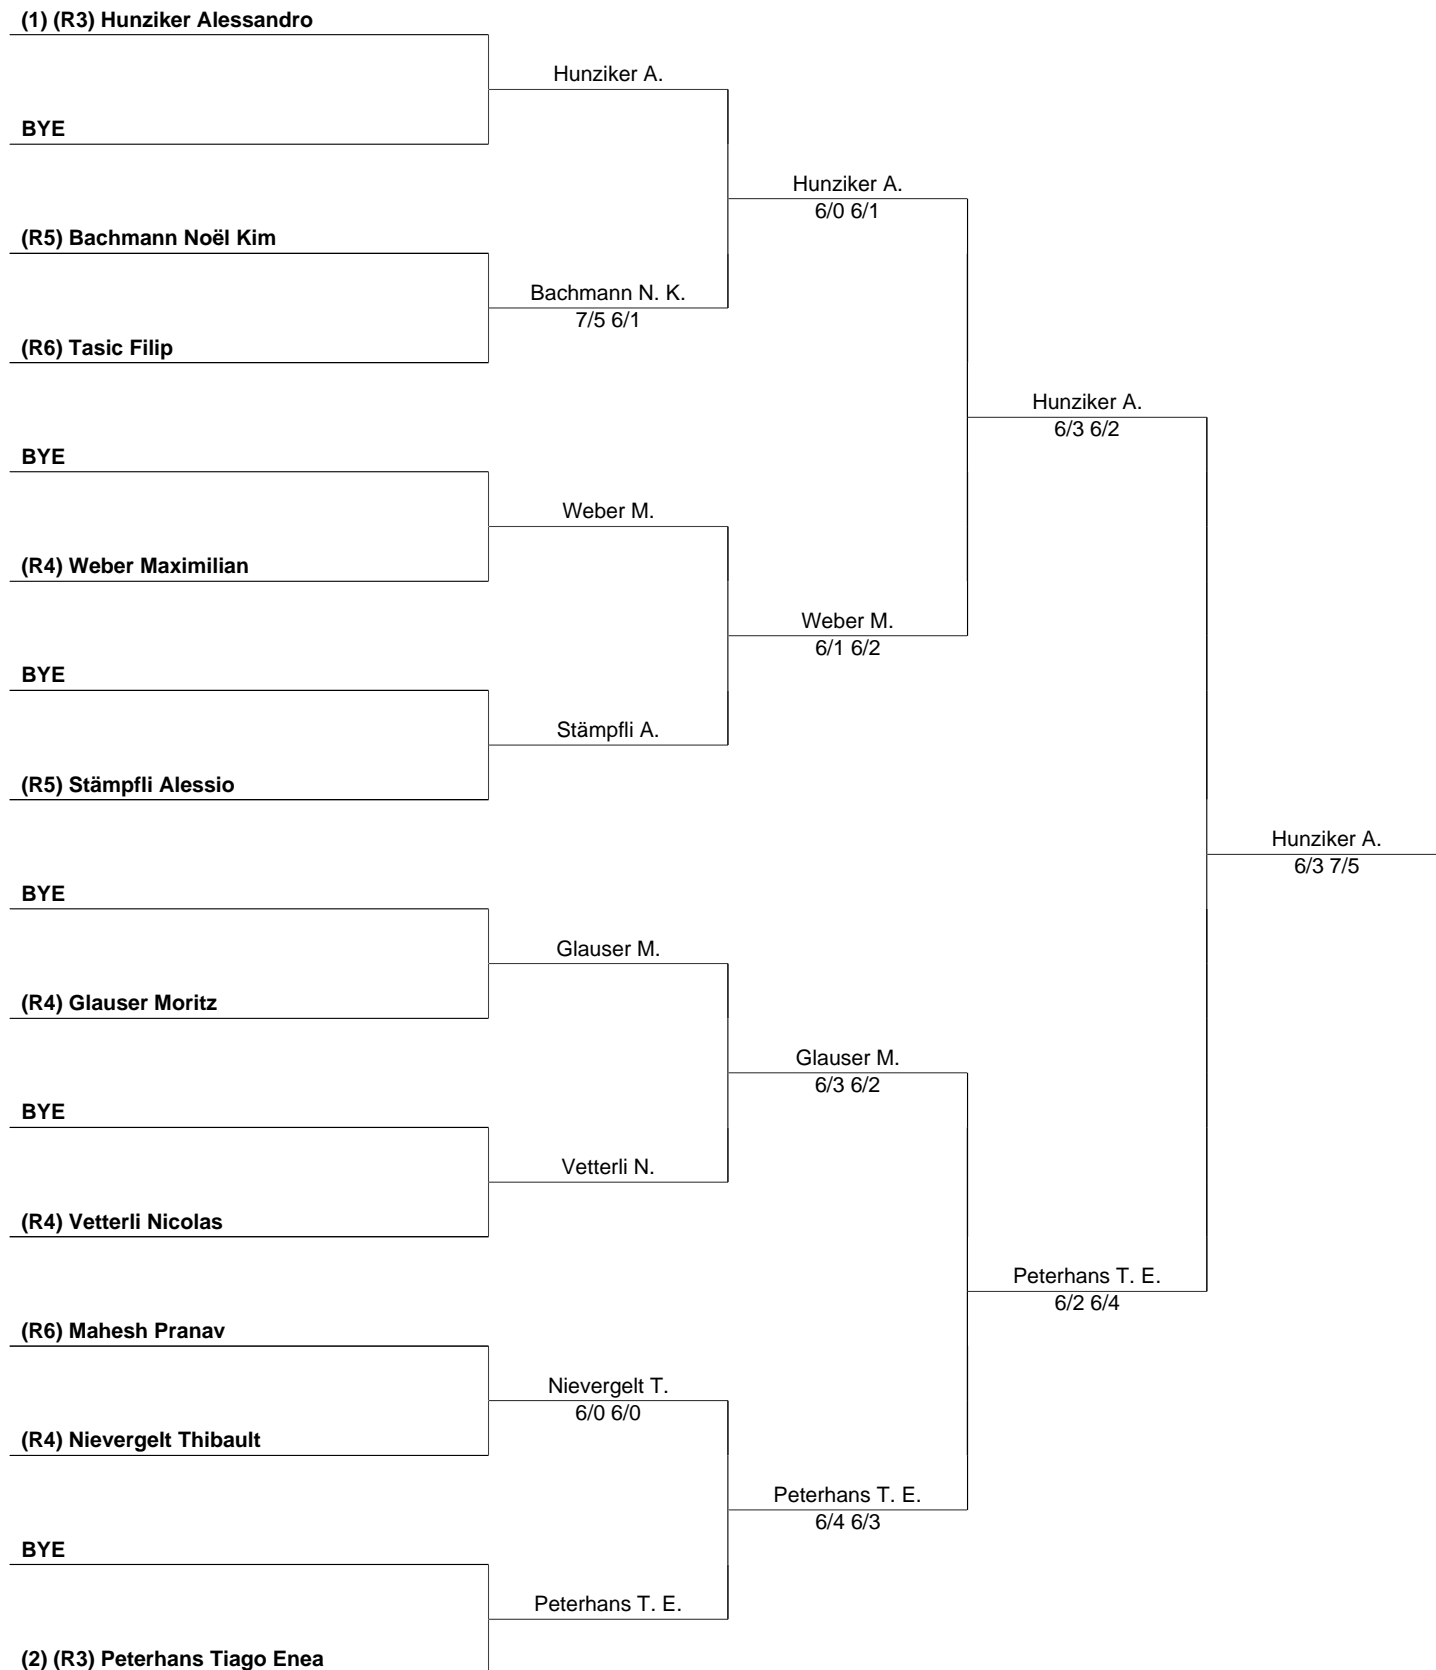 (1) (R3) Hunziker Alessandro
Hunziker A.
BYE
Hunziker A.
6/0 6/1
(R5) Bachmann Noël Kim
Bachmann N. K.
7/5 6/1
(R6) Tasic Filip
Hunziker A.
6/3 6/2
BYE
Weber M.
(R4) Weber Maximilian
Weber M.
6/1 6/2
BYE
Stämpfli A.
(R5) Stämpfli Alessio
Hunziker A.
6/3 7/5
BYE
Glauser M.
(R4) Glauser Moritz
Glauser M.
6/3 6/2
BYE
Vetterli N.
(R4) Vetterli Nicolas
Peterhans T. E.
6/2 6/4
(R6) Mahesh Pranav
Nievergelt T.
6/0 6/0
(R4) Nievergelt Thibault
Peterhans T. E.
6/4 6/3
BYE
Peterhans T. E.
(2) (R3) Peterhans Tiago Enea